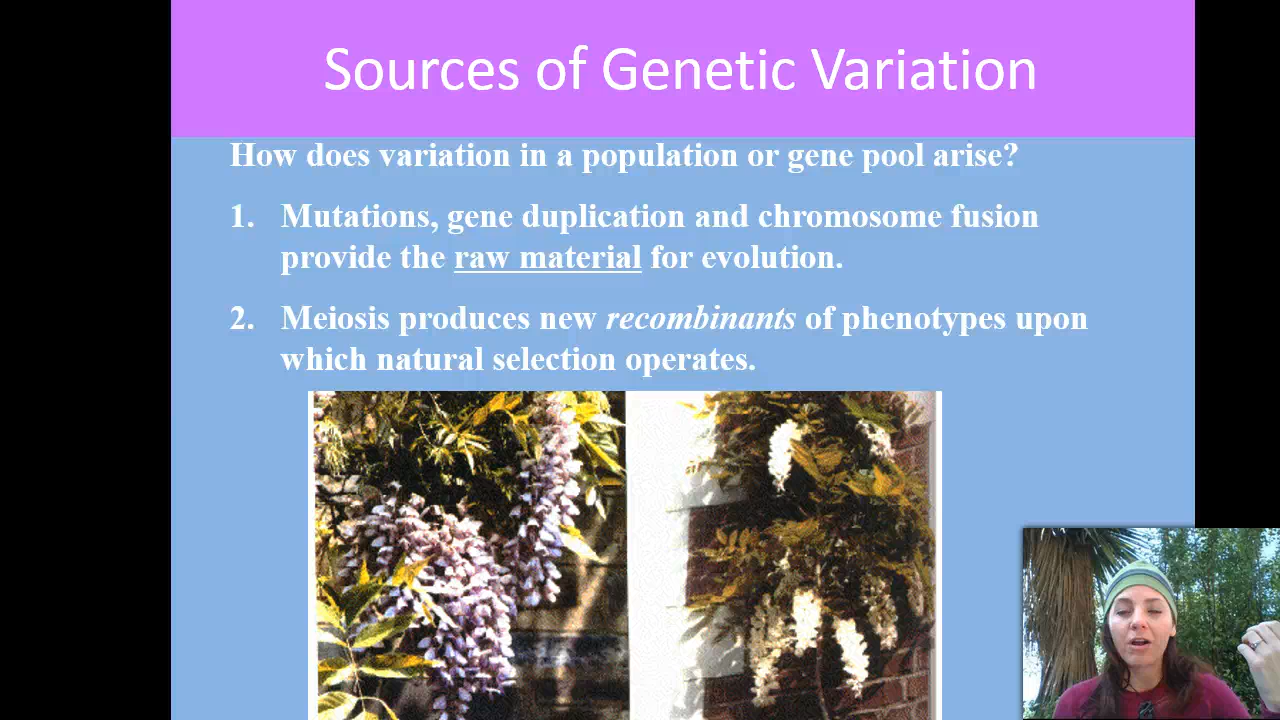 Sources of Genetic Variation
How does variation in a population or gene pool arise?
1. Mutations, gene duplication and chromosome fusion
provide the raw material for evolution.
2. Meiosis produces new recombinants of phenotypes upon
which natural selection operates.